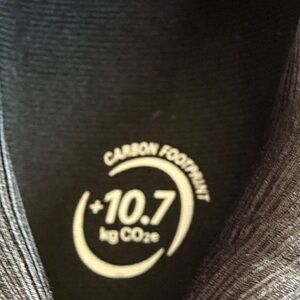 CARBON FOOTPRINT
+10.7
kg CO2e